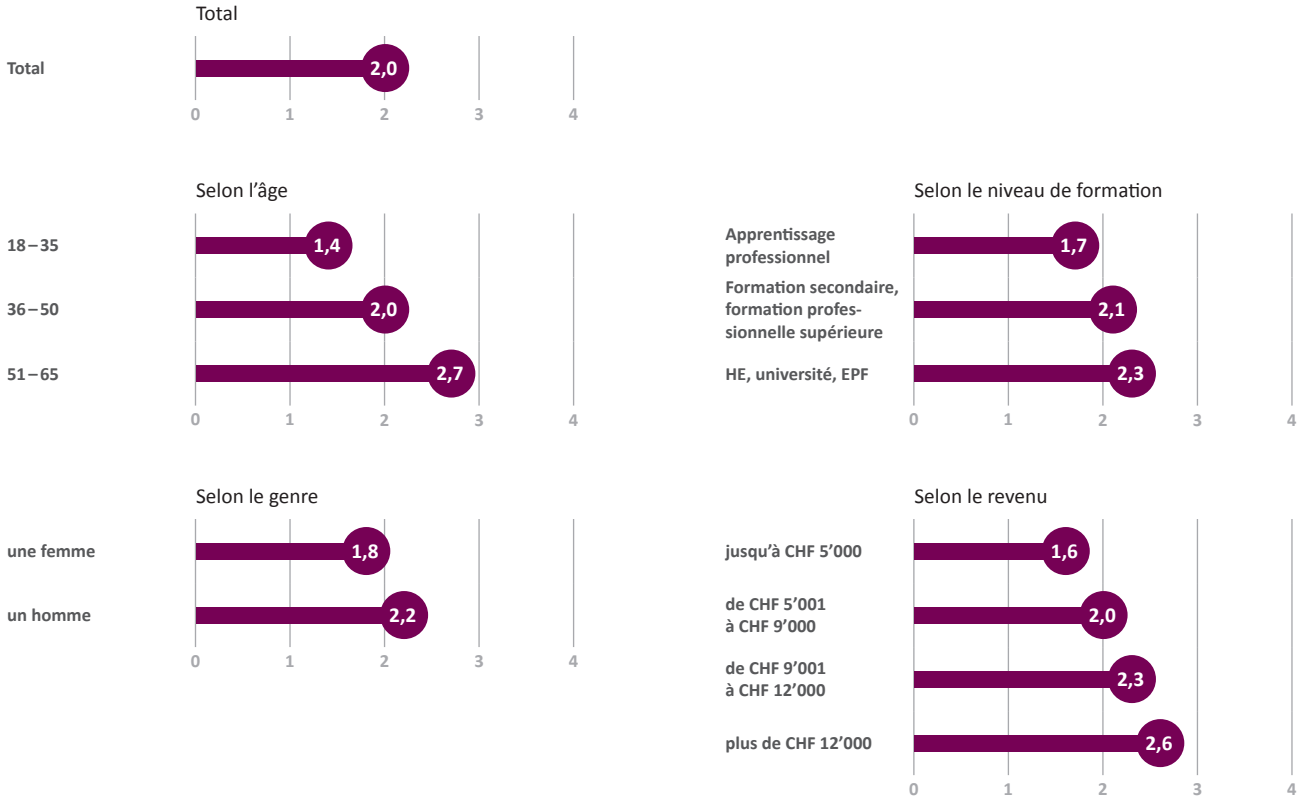 Total
Total
2,0
0 1 2 3 4
Selon l’âge
18–35
1,4
36–50
2,0
51–65
2,7
0 1 2 3 4
Selon le niveau de formation
Apprentissage
professionnel
1,7
Formation secondaire,
formation profes-
sionnelle supérieure
2,1
HE, université, EPF
2,3
0 1 2 3 4
Selon le genre
une femme
1,8
un homme
2,2
0 1 2 3 4
Selon le revenu
jusqu’à CHF 5’000
1,6
de CHF 5’001
à CHF 9’000
2,0
de CHF 9’001
à CHF 12’000
2,3
plus de CHF 12’000
2,6
0 1 2 3 4